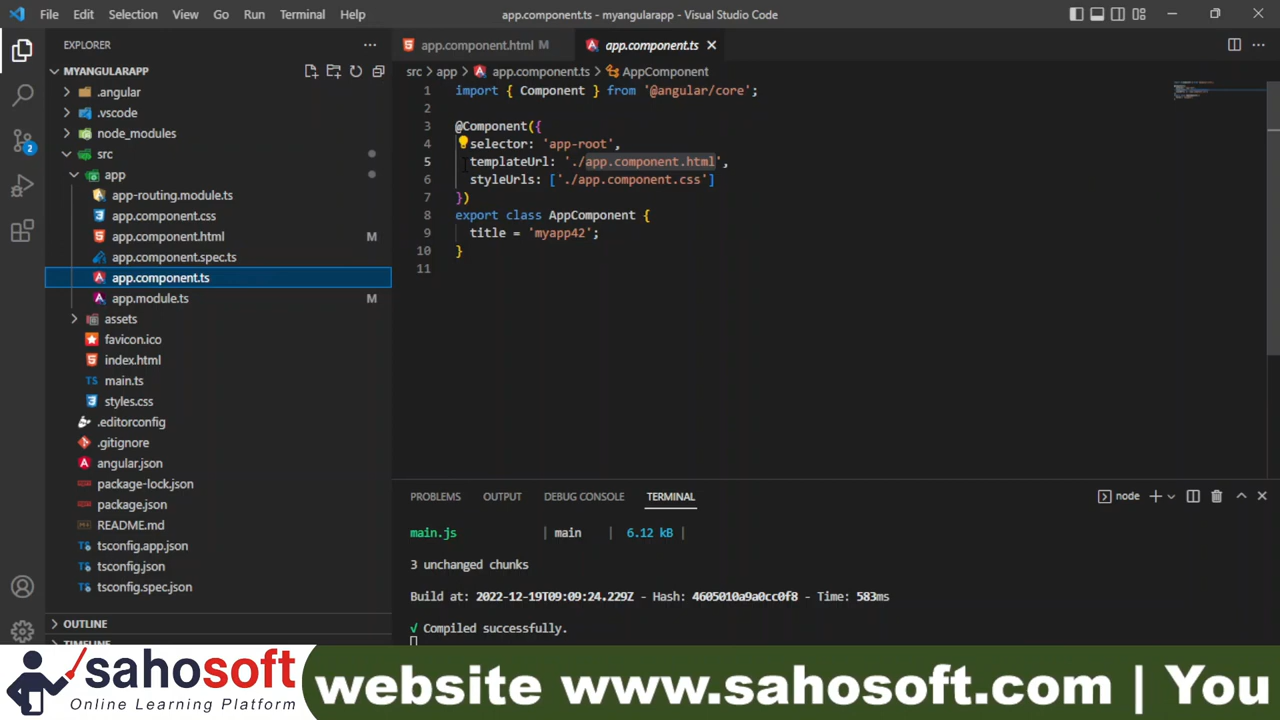 File Edit Selection View Go Run Terminal Help
app.component.ts - myangularapp - Visual Studio Code
EXPLORER
MYANGULARAPP
.angular
.vscode
node_modules
src
app
app-routing.module.ts
app.component.css
app.component.html M
app.component.spec.ts
app.component.ts
app.module.ts M
assets
favicon.ico
index.html
TS main.ts
styles.css
.editorconfig
.gitignore
angular.json
package-lock.json
package.json
README.md
TS tsconfig.app.json
TS tsconfig.json
TS tsconfig.spec.json
OUTLINE
TIMELINE
2
app.component.html M
app.component.ts
src > app > app.component.ts > AppComponent
1 import { Component } from '@angular/core';
2
3 @Component({
4 selector: 'app-root',
5 templateUrl: './app.component.html',
6 styleUrls: ['./app.component.css']
7 })
8 export class AppComponent {
9 title = 'myapp42';
10 }
11
PROBLEMS OUTPUT DEBUG CONSOLE TERMINAL
node
main.js | main | 6.12 kB |
3 unchanged chunks
Build at: 2022-12-19T09:09:24.229Z - Hash: 4605010a9a0cc0f8 - Time: 583ms
√ Compiled successfully.
sahosoft
Online Learning Platform
website www.sahosoft.com | You